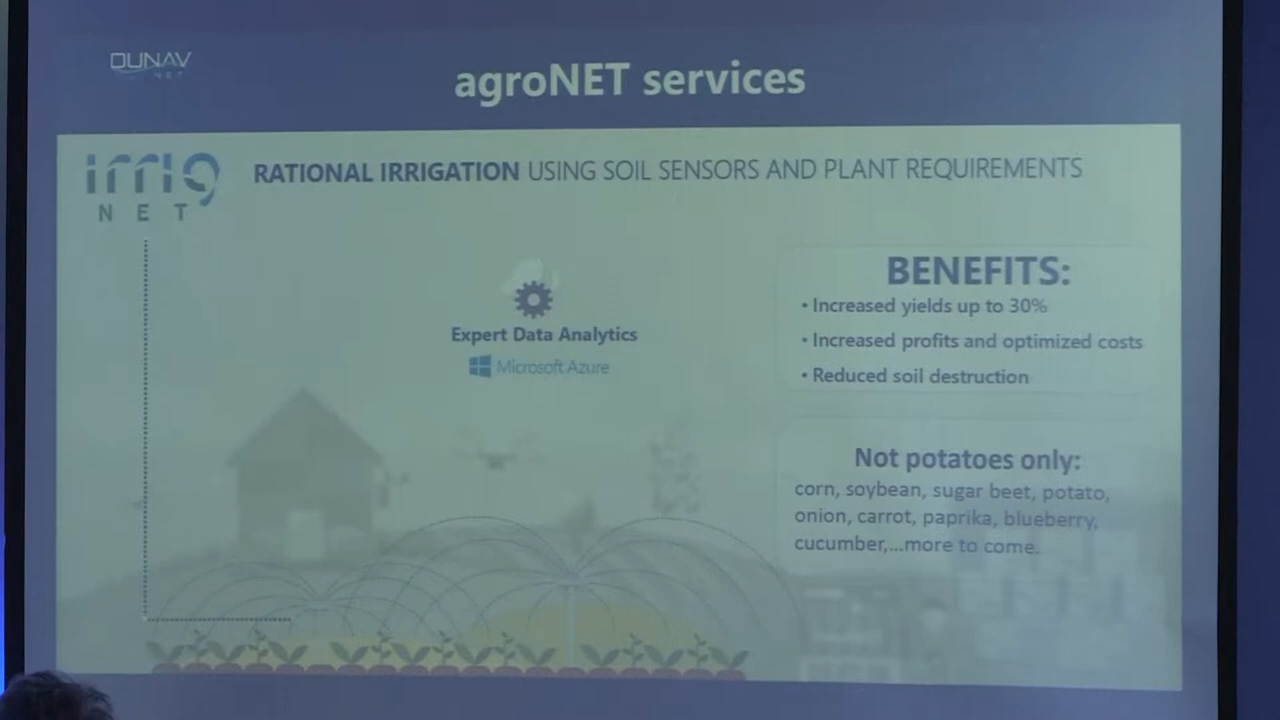 DUNAV
NET
agroNET services
irrig
NET
RATIONAL IRRIGATION USING SOIL SENSORS AND PLANT REQUIREMENTS
Expert Data Analytics
Microsoft Azure
BENEFITS:
• Increased yields up to 30%
• Increased profits and optimized costs
• Reduced soil destruction
Not potatoes only:
corn, soybean, sugar beet, potato,
onion, carrot, paprika, blueberry,
cucumber,...more to come.